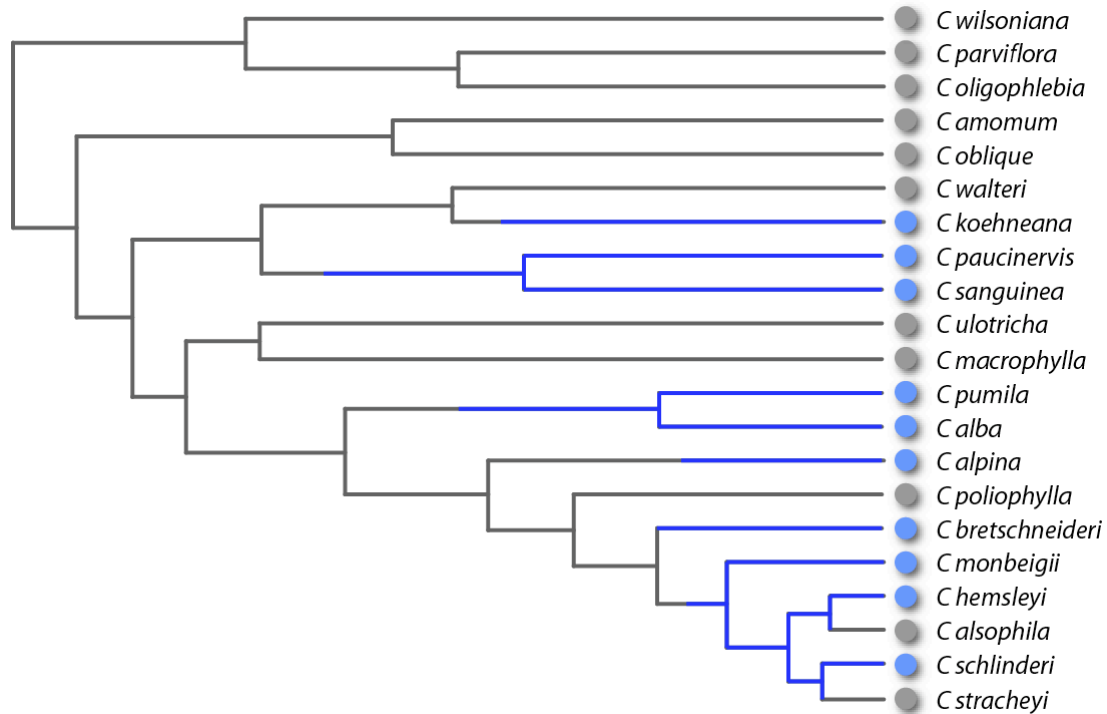 C wilsoniana
C parviflora
C oligophlebia
C amomum
C oblique
C walteri
C koehneana
C paucinervis
C sanguinea
C ulotricha
C macrophylla
C pumila
C alba
C alpina
C poliophylla
C bretschneideri
C monbeigii
C hemsleyi
C alsophila
C schlinderi
C stracheyi